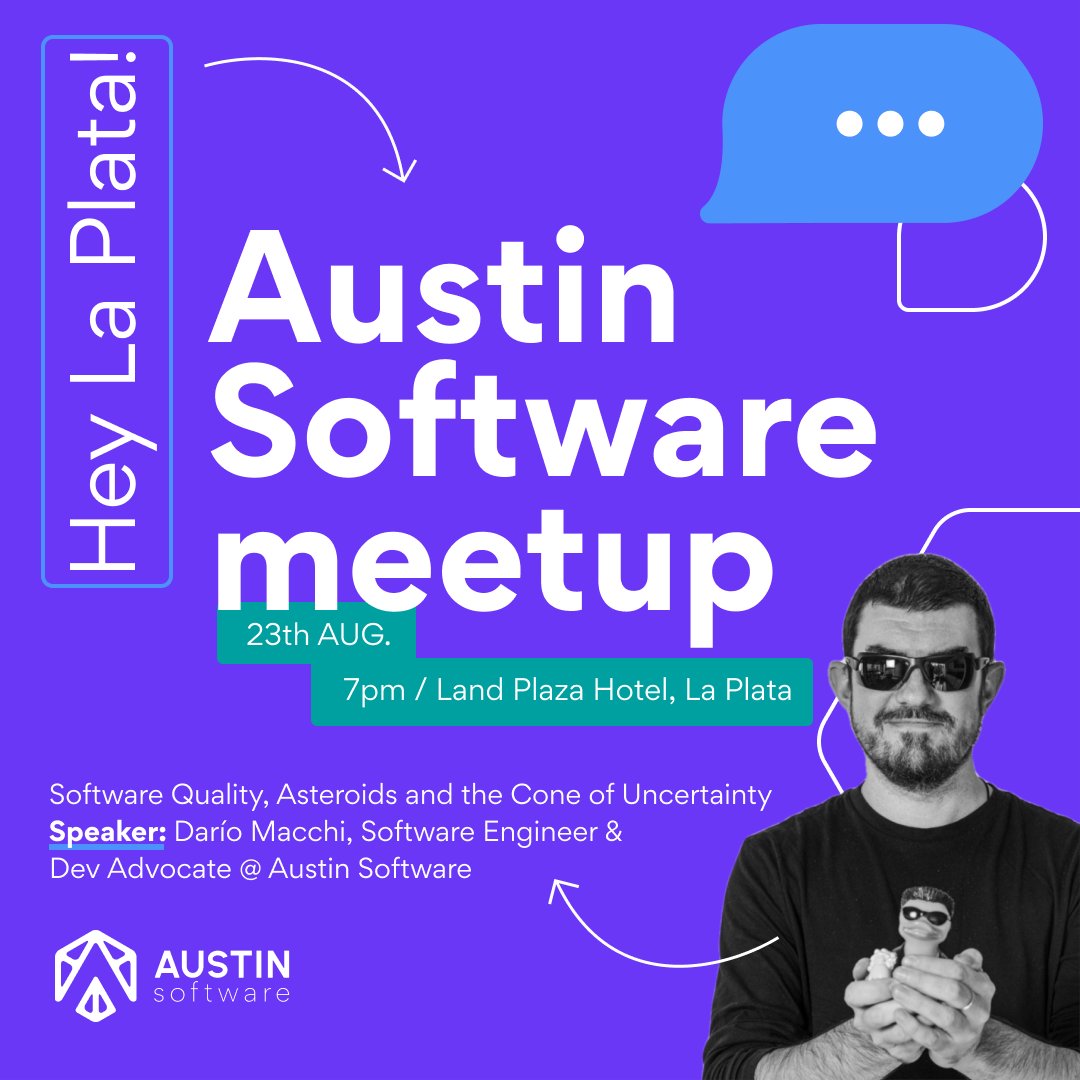 Hey La Plata!
Austin
Software
meetup
23th AUG.
7pm / Land Plaza Hotel, La Plata
Software Quality, Asteroids and the Cone of Uncertainty
Speaker: Darío Macchi, Software Engineer &
Dev Advocate @ Austin Software
AUSTIN
software